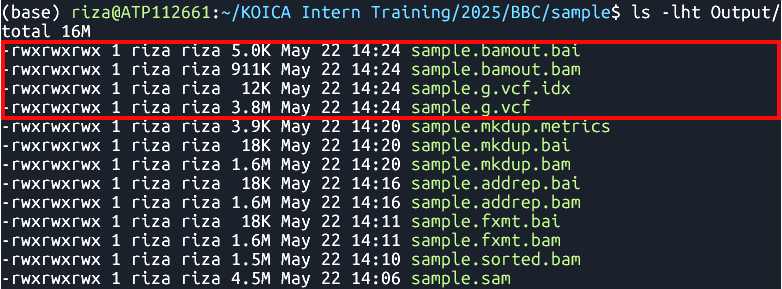 (base) riza@ATP112661:~/KOICA Intern Training/2025/BBC/sample$ ls -lht Output/
total 16M
-rwxrwxrwx 1 riza riza 5.0K May 22 14:24 sample.bamout.bai
-rwxrwxrwx 1 riza riza 911K May 22 14:24 sample.bamout.bam
-rwxrwxrwx 1 riza riza  12K May 22 14:24 sample.g.vcf.idx
-rwxrwxrwx 1 riza riza 3.8M May 22 14:24 sample.g.vcf
-rwxrwxrwx 1 riza riza 3.9K May 22 14:20 sample.mkdup.metrics
-rwxrwxrwx 1 riza riza  18K May 22 14:20 sample.mkdup.bai
-rwxrwxrwx 1 riza riza 1.6M May 22 14:20 sample.mkdup.bam
-rwxrwxrwx 1 riza riza  18K May 22 14:16 sample.addrep.bai
-rwxrwxrwx 1 riza riza 1.6M May 22 14:16 sample.addrep.bam
-rwxrwxrwx 1 riza riza  18K May 22 14:11 sample.fxmt.bai
-rwxrwxrwx 1 riza riza 1.6M May 22 14:11 sample.fxmt.bam
-rwxrwxrwx 1 riza riza 1.5M May 22 14:10 sample.sorted.bam
-rwxrwxrwx 1 riza riza 4.5M May 22 14:06 sample.sam